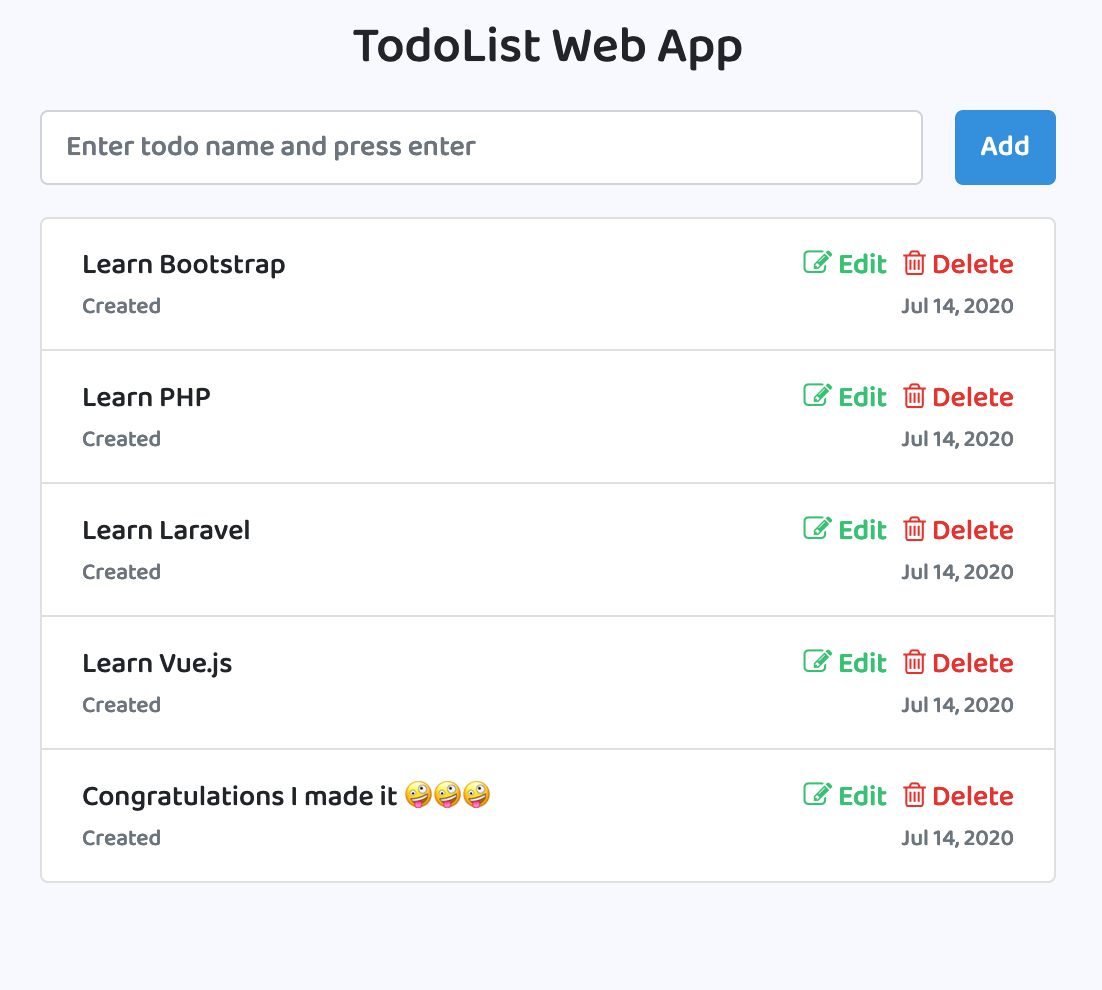 TodoList Web App
Enter todo name and press enter Add
Learn Bootstrap Edit Delete
Created Jul 14, 2020
Learn PHP Edit Delete
Created Jul 14, 2020
Learn Laravel Edit Delete
Created Jul 14, 2020
Learn Vue.js Edit Delete
Created Jul 14, 2020
Congratulations I made it 🤪🤪🤪 Edit Delete
Created Jul 14, 2020